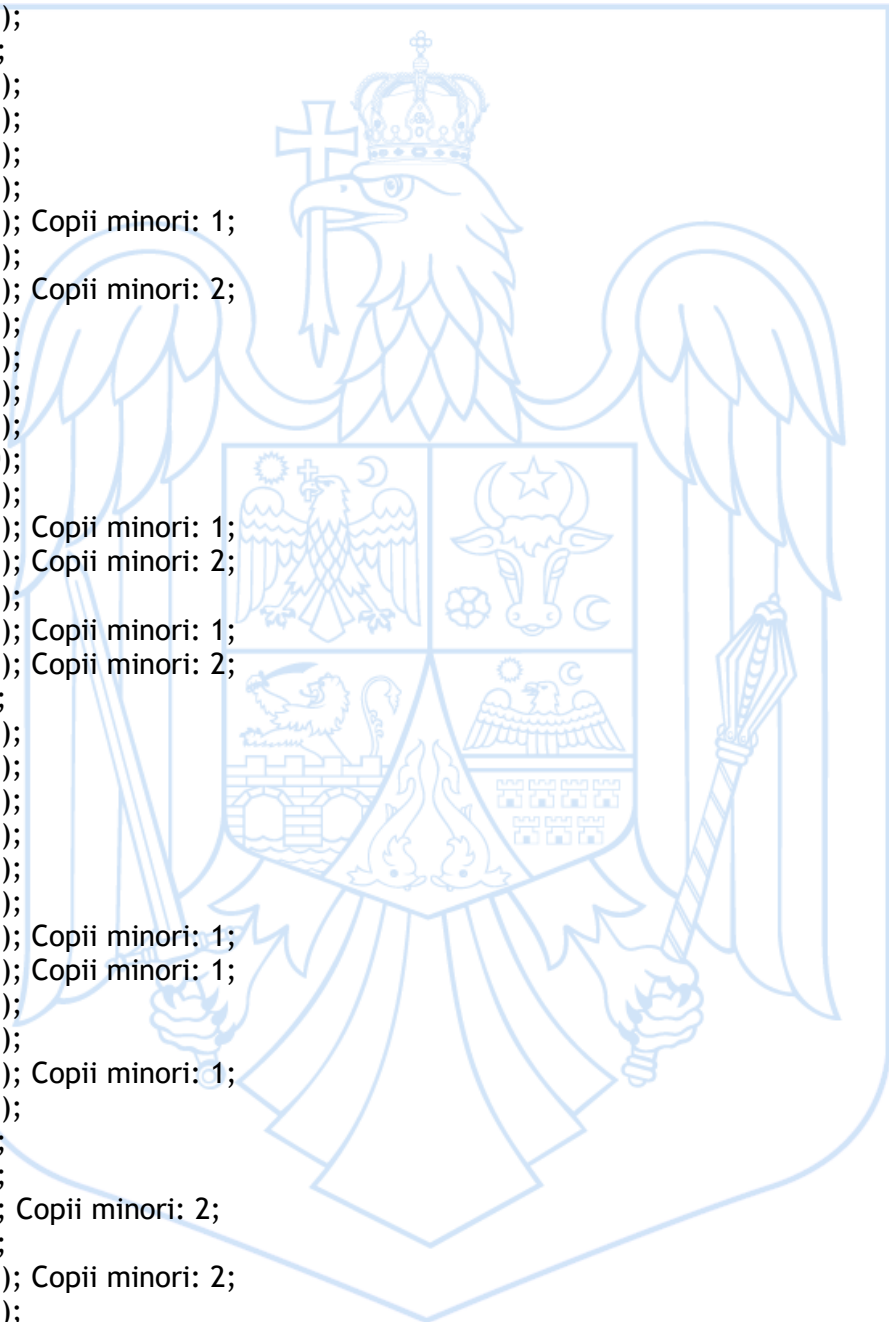 );
;
);
);
);
);
); Copii minori: 1;
);
); Copii minori: 2;
);
);
);
);
);
);
); Copii minori: 1;
); Copii minori: 2;
);
); Copii minori: 1;
); Copii minori: 2;
;
);
);
);
);
);
);
); Copii minori: 1;
); Copii minori: 1;
);
);
); Copii minori: 1;
);
;
;
; Copii minori: 2;
;
); Copii minori: 2;
);